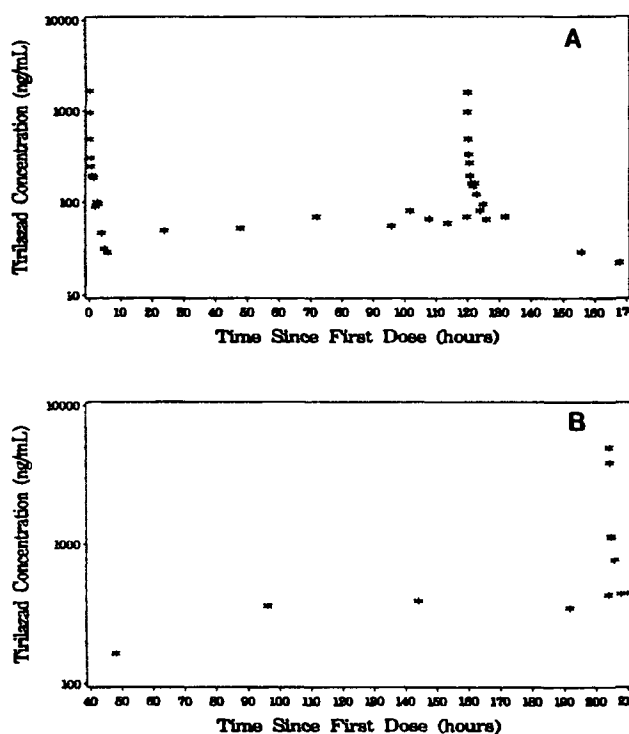 10000
A
1000
100
10
Tirilazad Concentration (ng/mL)
0 10 20 30 40 50 60 70 80 90 100 110 120 130 140 150 160 17
Time Since First Dose (hours)
10000
B
1000
100
Tirilazad Concentration (ng/mL)
40 50 60 70 80 90 100 110 120 130 140 150 160 170 180 190 200 21
Time Since First Dose (hours)